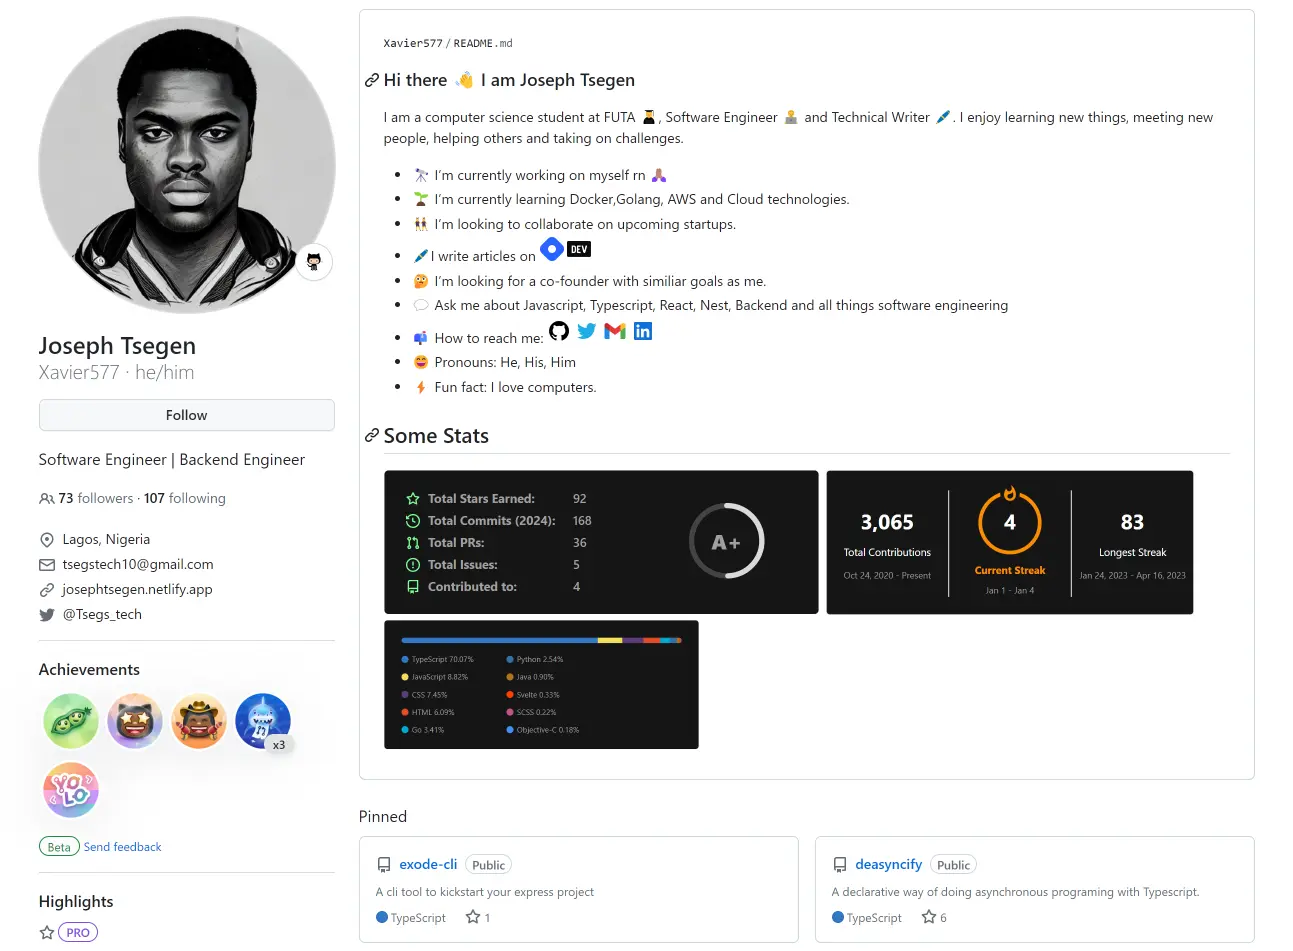 Joseph Tsegen
Xavier577 · he/him
Follow
Software Engineer | Backend Engineer
73 followers · 107 following
Lagos, Nigeria
tsegstech10@gmail.com
josephtsegen.netlify.app
@Tsegs_tech
Achievements
x3
YOLO
Beta Send feedback
Highlights
PRO
Xavier577/README.md
Hi there 👋 I am Joseph Tsegen
I am a computer science student at FUTA 👨‍🎓, Software Engineer 👨‍💻 and Technical Writer 🖊️. I enjoy learning new things, meeting new
people, helping others and taking on challenges.
🔭 I’m currently working on myself rn 🙏
🌱 I’m currently learning Docker,Golang, AWS and Cloud technologies.
👯 I’m looking to collaborate on upcoming startups.
🖊️ I write articles on DEV
🤔 I’m looking for a co-founder with similiar goals as me.
💬 Ask me about Javascript, Typescript, React, Nest, Backend and all things software engineering
📫 How to reach me: in
😄 Pronouns: He, His, Him
⚡ Fun fact: I love computers.
Some Stats
Total Stars Earned: 92
Total Commits (2024): 168
Total PRs: 36
Total Issues: 5
Contributed to: 4
A+
3,065
Total Contributions
Oct 24, 2020 - Present
4
Current Streak
Jan 1 - Jan 4
83
Longest Streak
Jan 24, 2023 - Apr 16, 2023
TypeScript 70.07%
JavaScript 8.82%
CSS 7.45%
HTML 6.09%
Go 3.41%
Python 2.54%
Java 0.90%
Svelte 0.33%
SCSS 0.22%
Objective-C 0.18%
Pinned
exode-cli Public
A cli tool to kickstart your express project
TypeScript 1
deasyncify Public
A declarative way of doing asynchronous programing with Typescript.
TypeScript 6